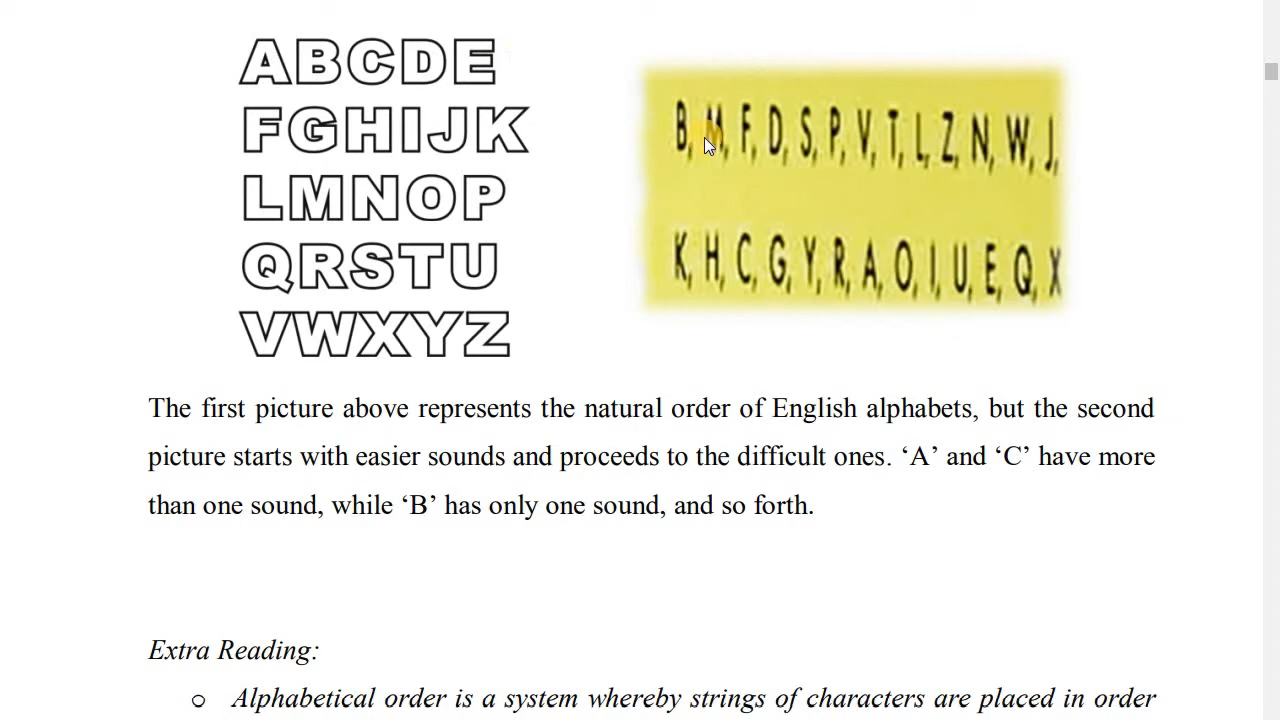 ABCDE
FGHIJK
LMNOP
QRSTU
VWXYZ
B, M, F, D, S, P, V, T, L, Z, N, W, J,
K, H, C, G, Y, R, A, O, I, U, E, Q, X
The first picture above represents the natural order of English alphabets, but the second
picture starts with easier sounds and proceeds to the difficult ones. ‘A’ and ‘C’ have more
than one sound, while ‘B’ has only one sound, and so forth.
Extra Reading:
o Alphabetical order is a system whereby strings of characters are placed in order